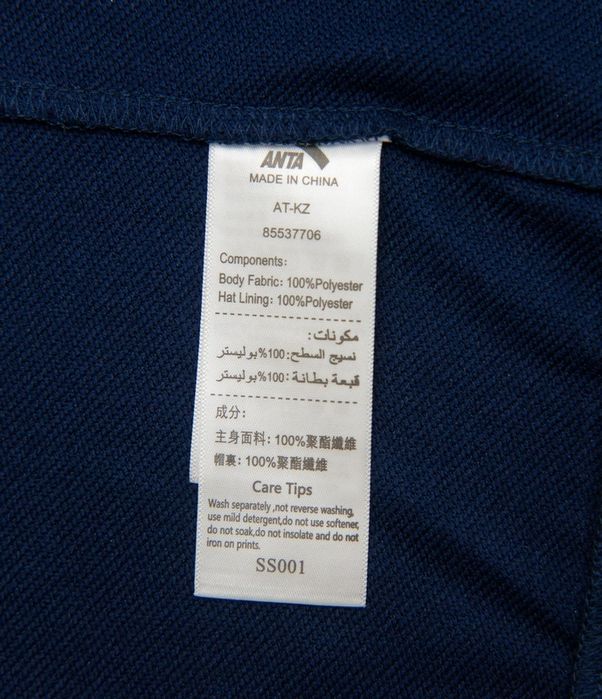 ANTA
MADE IN CHINA
AT-KZ
85537706
Components:
Body Fabric: 100%Polyester
Hat Lining: 100%Polyester
مكونات:
نسيج السطح:100%بوليستر
قبعة بطانة:100%بوليستر
成分:
主身面料: 100%聚酯纖維
帽裏: 100%聚酯纖維
Care Tips
Wash separately ,not reverse washing,
use mild detergent,do not use softener,
do not soak,do not insolate and do not
iron on prints.
SS001